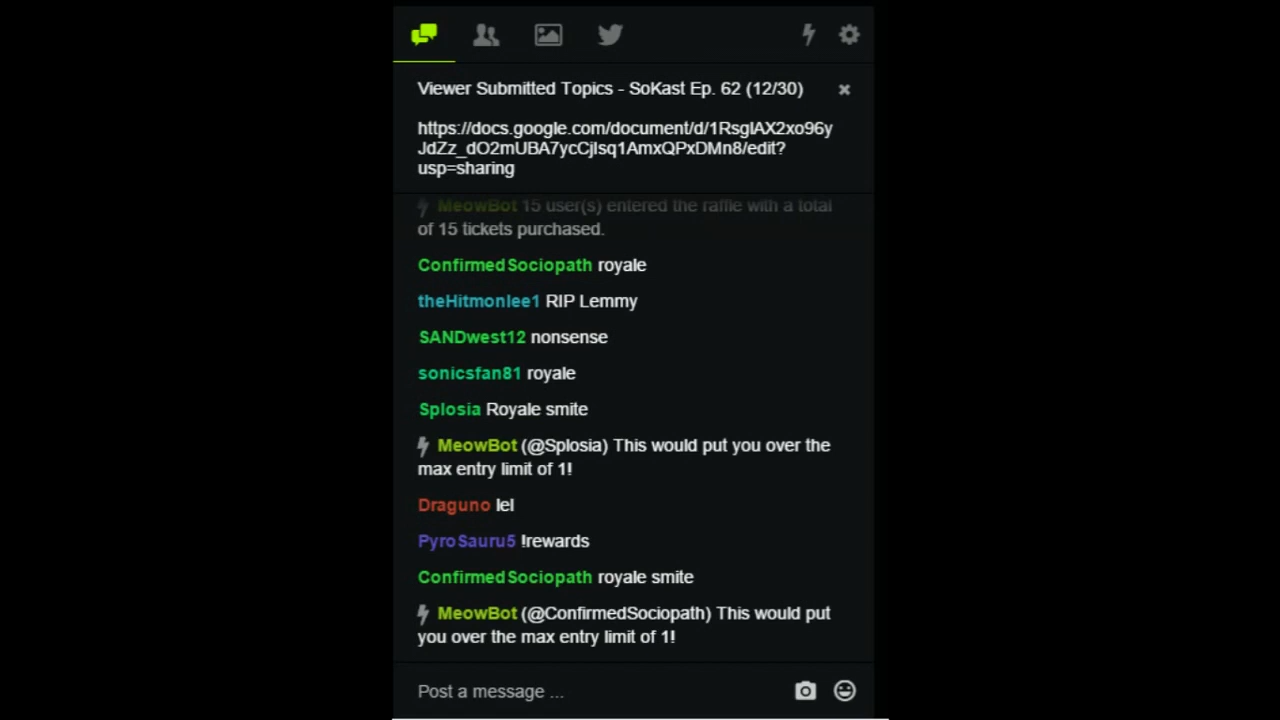 Viewer Submitted Topics - SoKast Ep. 62 (12/30)
https://docs.google.com/document/d/1RsglAX2xo96y
JdZz_dO2mUBA7ycCjlsq1AmxQPxDMn8/edit?
usp=sharing
MeowBot 15 user(s) entered the raffle with a total
of 15 tickets purchased.
ConfirmedSociopath royale
theHitmonlee1 RIP Lemmy
SANDwest12 nonsense
sonicsfan81 royale
Splosia Royale smite
MeowBot (@Splosia) This would put you over the
max entry limit of 1!
Draguno lel
PyroSauru5 !rewards
ConfirmedSociopath royale smite
MeowBot (@ConfirmedSociopath) This would put
you over the max entry limit of 1!
Post a message ...